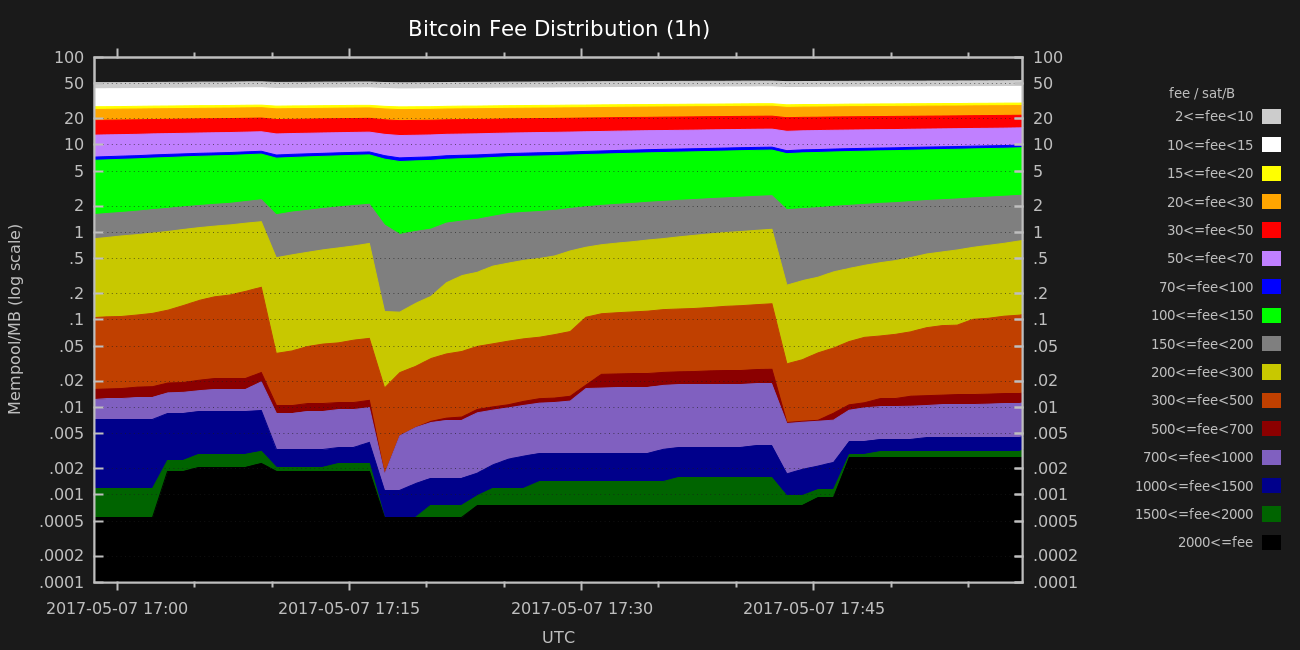 Bitcoin Fee Distribution (1h)
100
50
20
10
5
2
1
.5
.2
.1
.05
.02
.01
.005
.002
.001
.0005
.0002
.0001
Mempool/MB (log scale)
100
50
20
10
5
2
1
.5
.2
.1
.05
.02
.01
.005
.002
.001
.0005
.0002
.0001
fee / sat/B
2<=fee<10
10<=fee<15
15<=fee<20
20<=fee<30
30<=fee<50
50<=fee<70
70<=fee<100
100<=fee<150
150<=fee<200
200<=fee<300
300<=fee<500
500<=fee<700
700<=fee<1000
1000<=fee<1500
1500<=fee<2000
2000<=fee
2017-05-07 17:00 2017-05-07 17:15 2017-05-07 17:30 2017-05-07 17:45
UTC